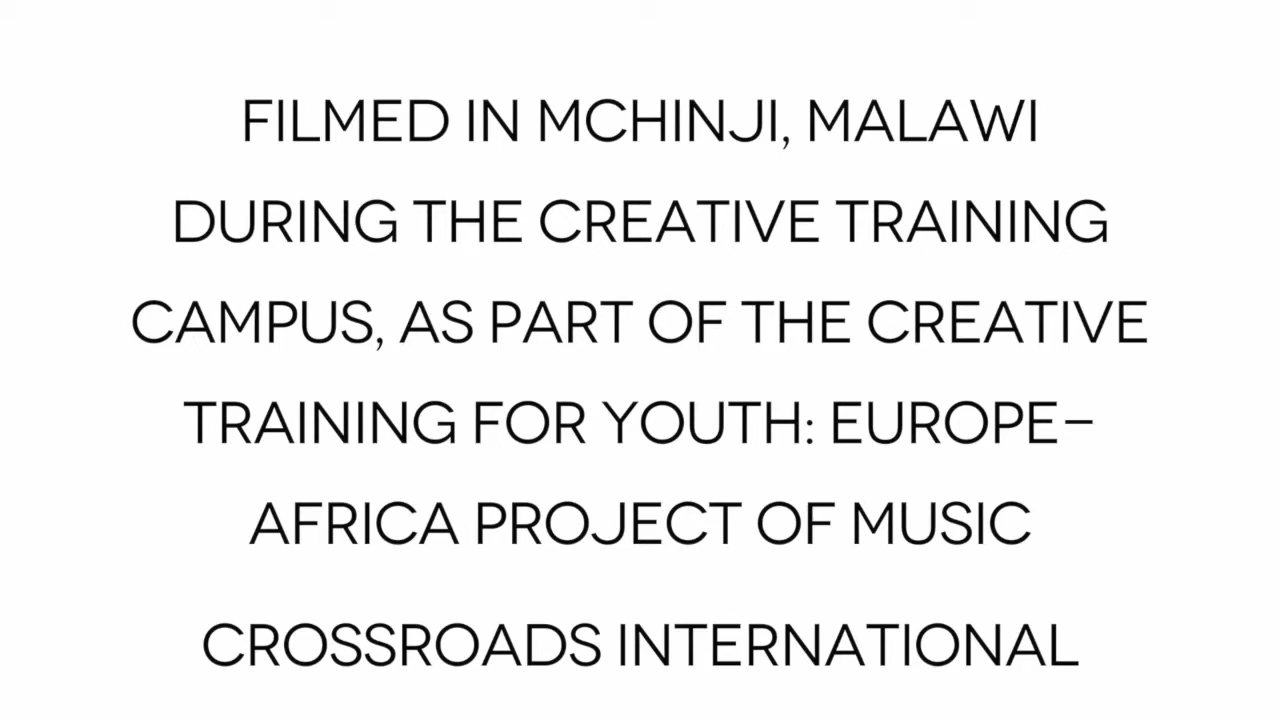 FILMED IN MCHINJI, MALAWI
DURING THE CREATIVE TRAINING
CAMPUS, AS PART OF THE CREATIVE
TRAINING FOR YOUTH: EUROPE-
AFRICA PROJECT OF MUSIC
CROSSROADS INTERNATIONAL